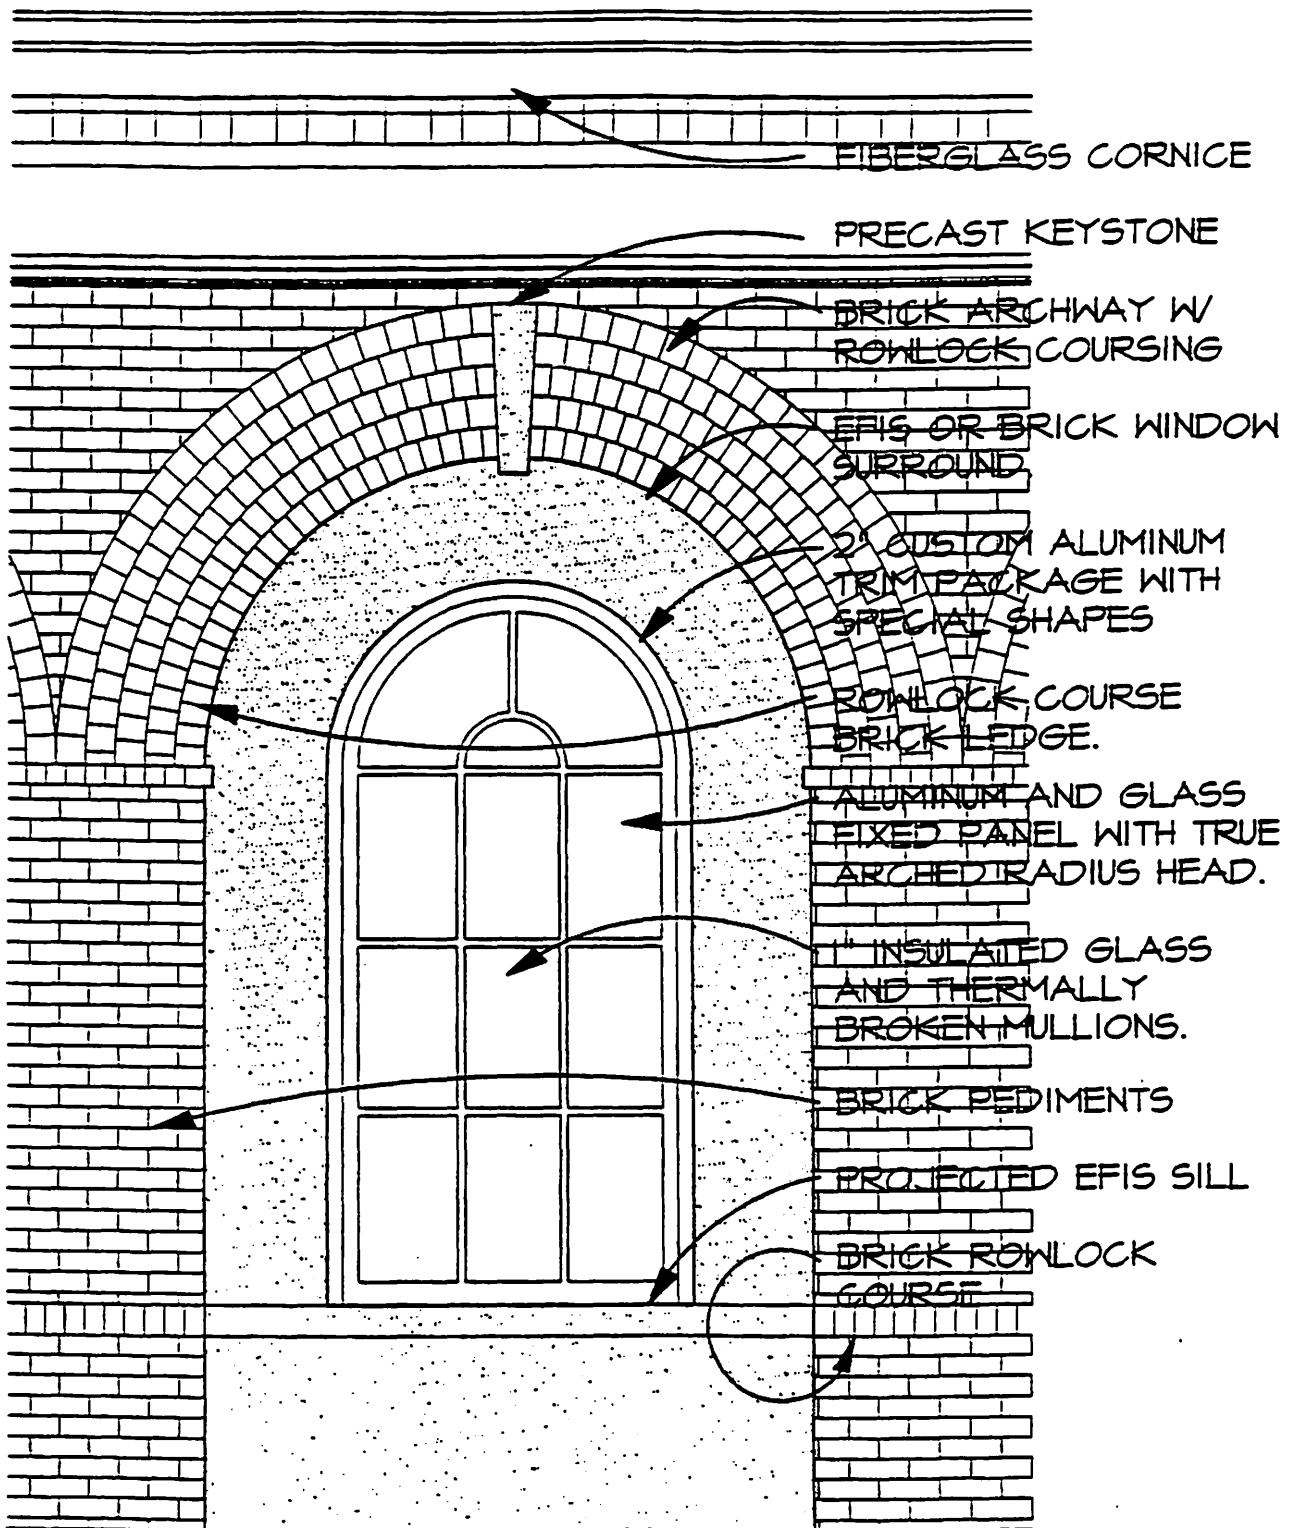 FIBERGLASS CORNICE
PRECAST KEYSTONE
BRICK ARCHWAY W/
ROWLOCK COURSING
EFIS OR BRICK WINDOW
SURROUND
2" CUSTOM ALUMINUM
TRIM PACKAGE WITH
SPECIAL SHAPES
ROWLOCK COURSE
BRICK LEDGE.
ALUMINUM AND GLASS
FIXED PANEL WITH TRUE
ARCHED RADIUS HEAD.
1" INSULATED GLASS
AND THERMALLY
BROKEN MULLIONS.
BRICK PEDIMENTS
PROJECTED EFIS SILL
BRICK ROWLOCK
COURSE